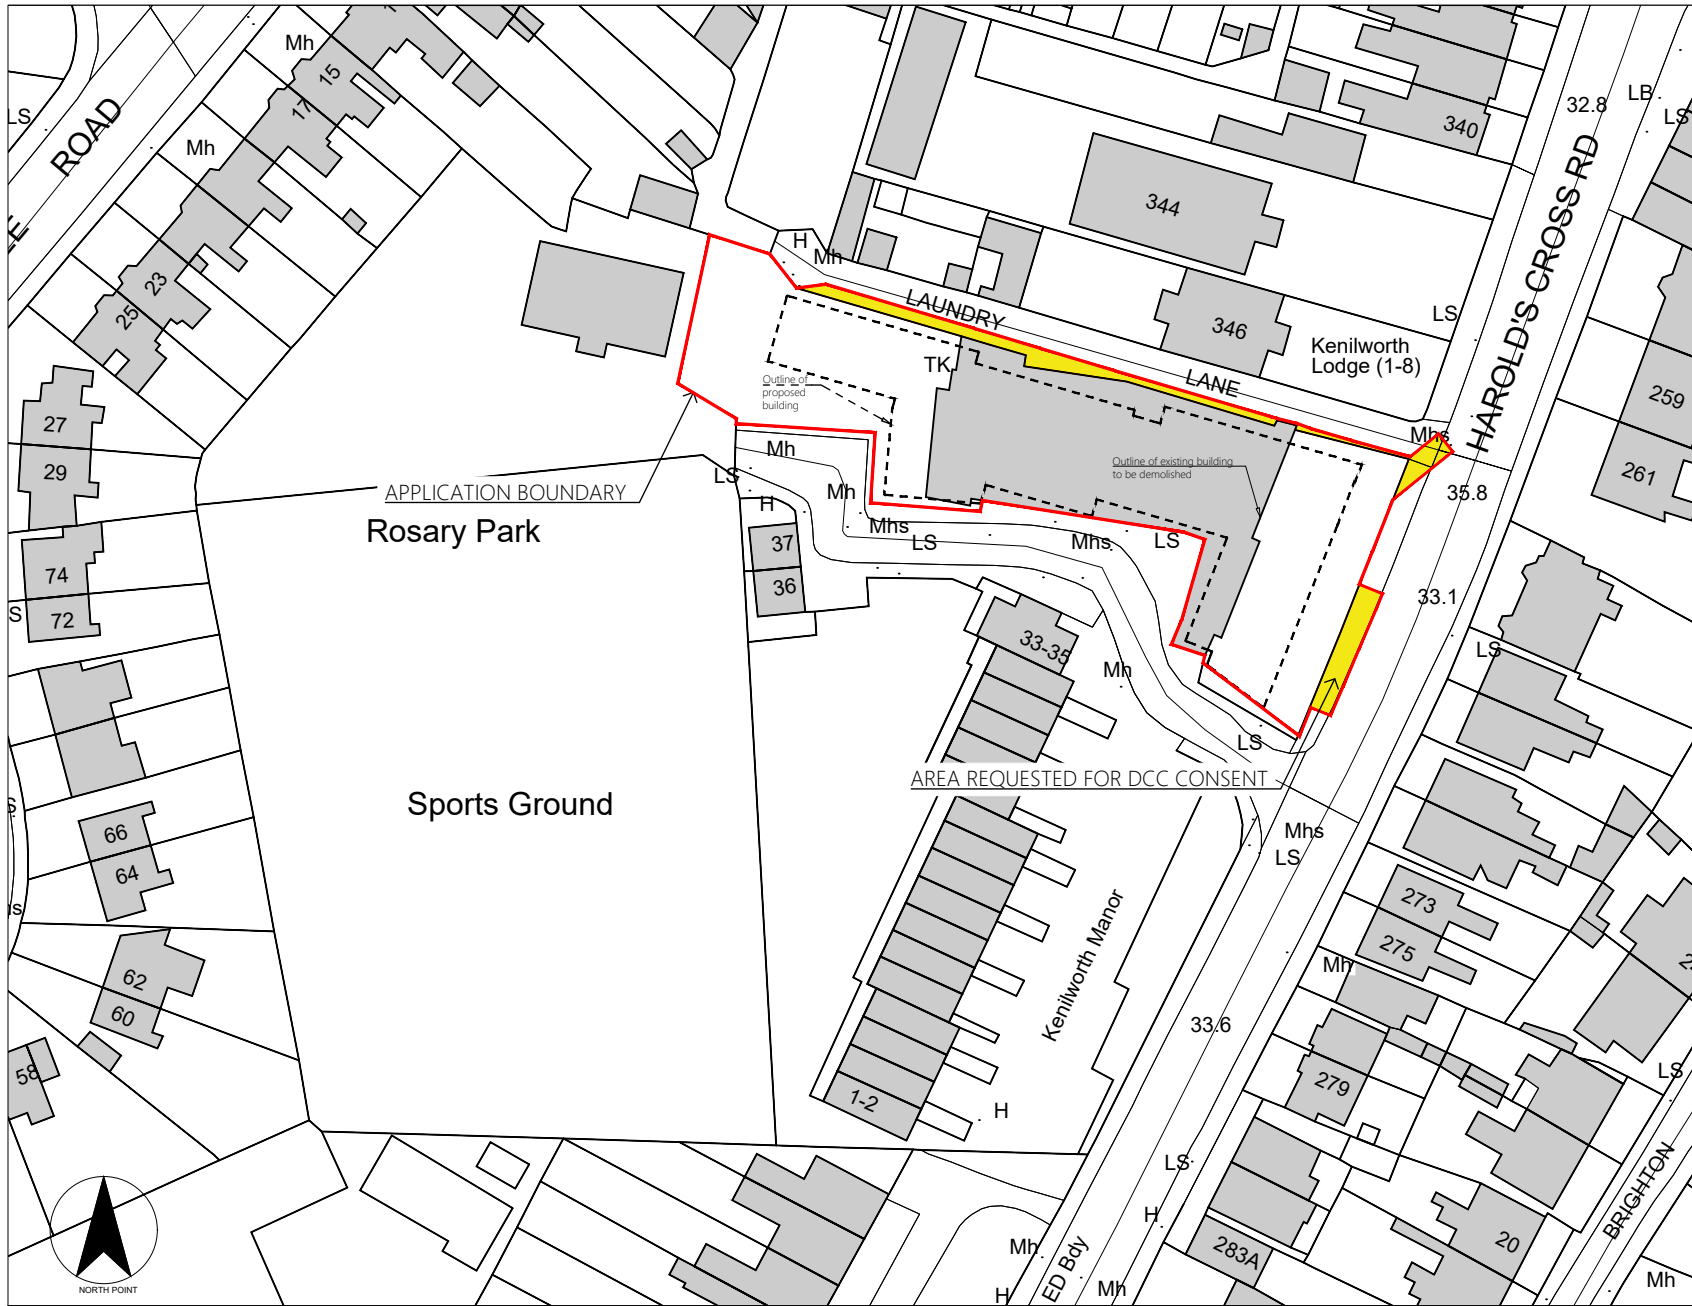 Mh
15
17
Mh
LS
ROAD
23
25
27
29
74
72
S
66
64
62
60
58
32.8
LB
LS
340
HAROLD'S CROSS RD
344
H
Mh
LAUNDRY
LANE
346
LS
Kenilworth
Lodge (1-8)
259
261
TK
Outline of
proposed
building
Mhs
Outline of existing building
to be demolished
35.8
33.1
APPLICATION BOUNDARY
Rosary Park
Mh
LS
H
Mh
Mhs
LS
Mhs
LS
37
36
33-35
Mh
LS
LS
AREA REQUESTED FOR DCC CONSENT
Sports Ground
Mhs
LS
273
275
Mh
Kenilworth Manor
33.6
279
1-2
H
LS
LS
H
BRIGHTON
283A
20
Mh
ED Bdy
Mh
H
Mh
NORTH POINT